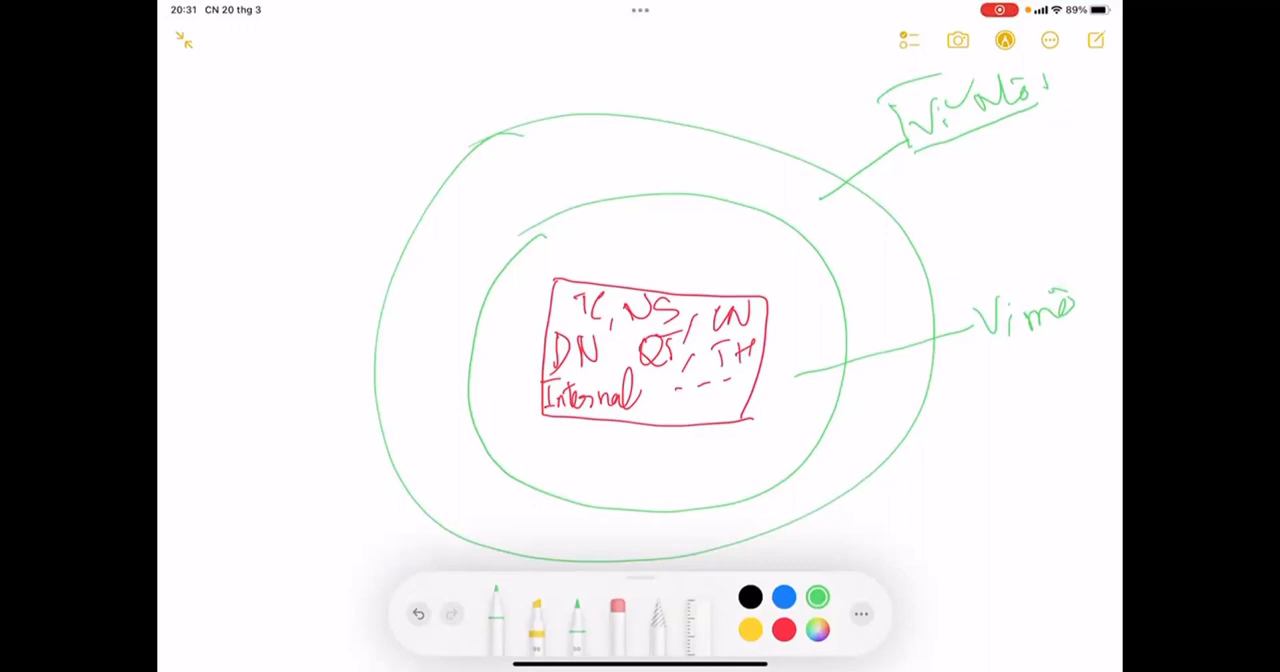 20:31 CN 20 thg 3
89%
Vi mô
TC, NS, CN
DN QT, TH
Internal ---